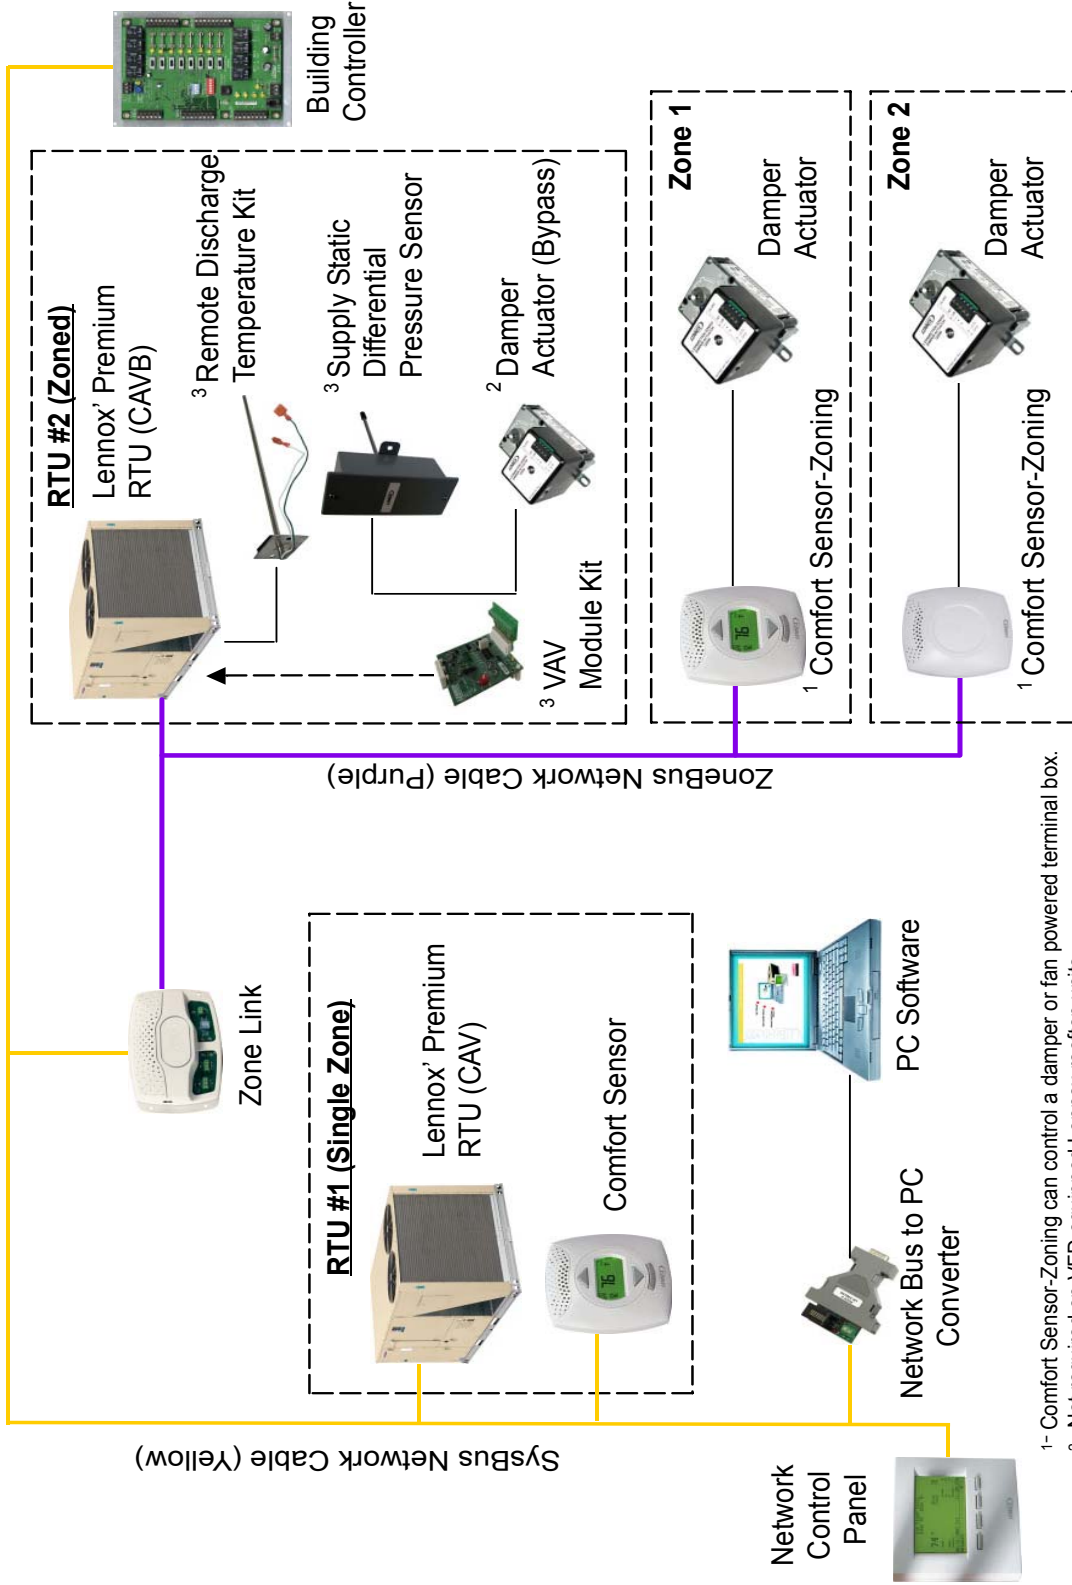 Building
Controller
RTU #2 (Zoned)
Lennox’ Premium
RTU (CAVB)
3 Remote Discharge
Temperature Kit
3 Supply Static
Differential
Pressure Sensor
2 Damper
Actuator (Bypass)
3 VAV
Module Kit
Zone 1
Damper
Actuator
1 Comfort Sensor-Zoning
Zone 2
Damper
Actuator
1 Comfort Sensor-Zoning
ZoneBus Network Cable (Purple)
Zone Link
RTU #1 (Single Zone)
Lennox’ Premium
RTU (CAV)
Comfort Sensor
76
76
PC Software
Network Bus to PC
Converter
SysBus Network Cable (Yellow)
Network
Control
Panel
1- Comfort Sensor-Zoning can control a damper or fan powered terminal box.